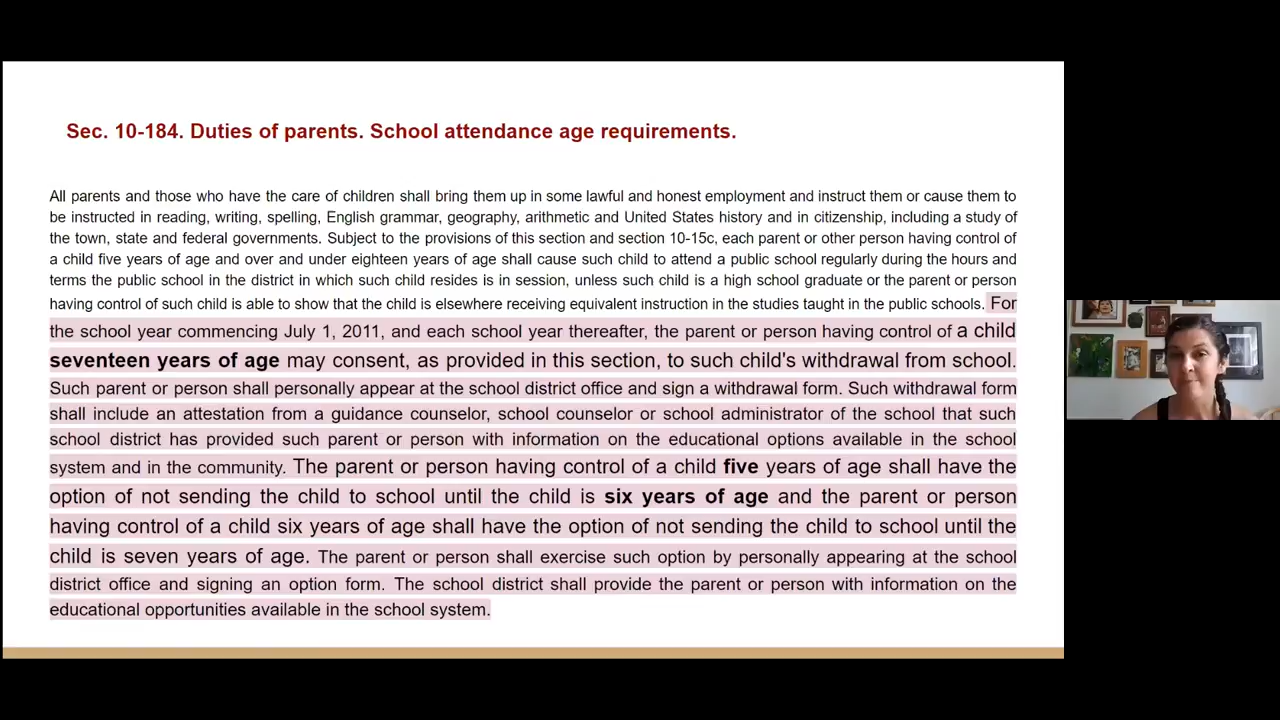 Sec. 10-184. Duties of parents. School attendance age requirements.
All parents and those who have the care of children shall bring them up in some lawful and honest employment and instruct them or cause them to
be instructed in reading, writing, spelling, English grammar, geography, arithmetic and United States history and in citizenship, including a study of
the town, state and federal governments. Subject to the provisions of this section and section 10-15c, each parent or other person having control of
a child five years of age and over and under eighteen years of age shall cause such child to attend a public school regularly during the hours and
terms the public school in the district in which such child resides is in session, unless such child is a high school graduate or the parent or person
having control of such child is able to show that the child is elsewhere receiving equivalent instruction in the studies taught in the public schools. For
the school year commencing July 1, 2011, and each school year thereafter, the parent or person having control of a child
seventeen years of age may consent, a provided in this section, to such child's withdrawal from school.
Such parent or person shall personally appear at the school district office and sign a withdrawal form. Such withdrawal form
shall include an attestation from a guidance counselor, school counselor or school administrator of the school that such
school district has provided such parent or person with information on the educational options available in the school
system and in the community. The parent or person having control of a child five years of age shall have the
option of not sending the child to school until the child is six years of age and the parent or person
having control of a child six years of age shall have the option of not sending the child to school until the
child is seven years of age. The parent or person shall exercise such option by personally appearing at the school
district office and signing an option form. The school district shall provide the parent or person with information on the
educational opportunities available in the school system.